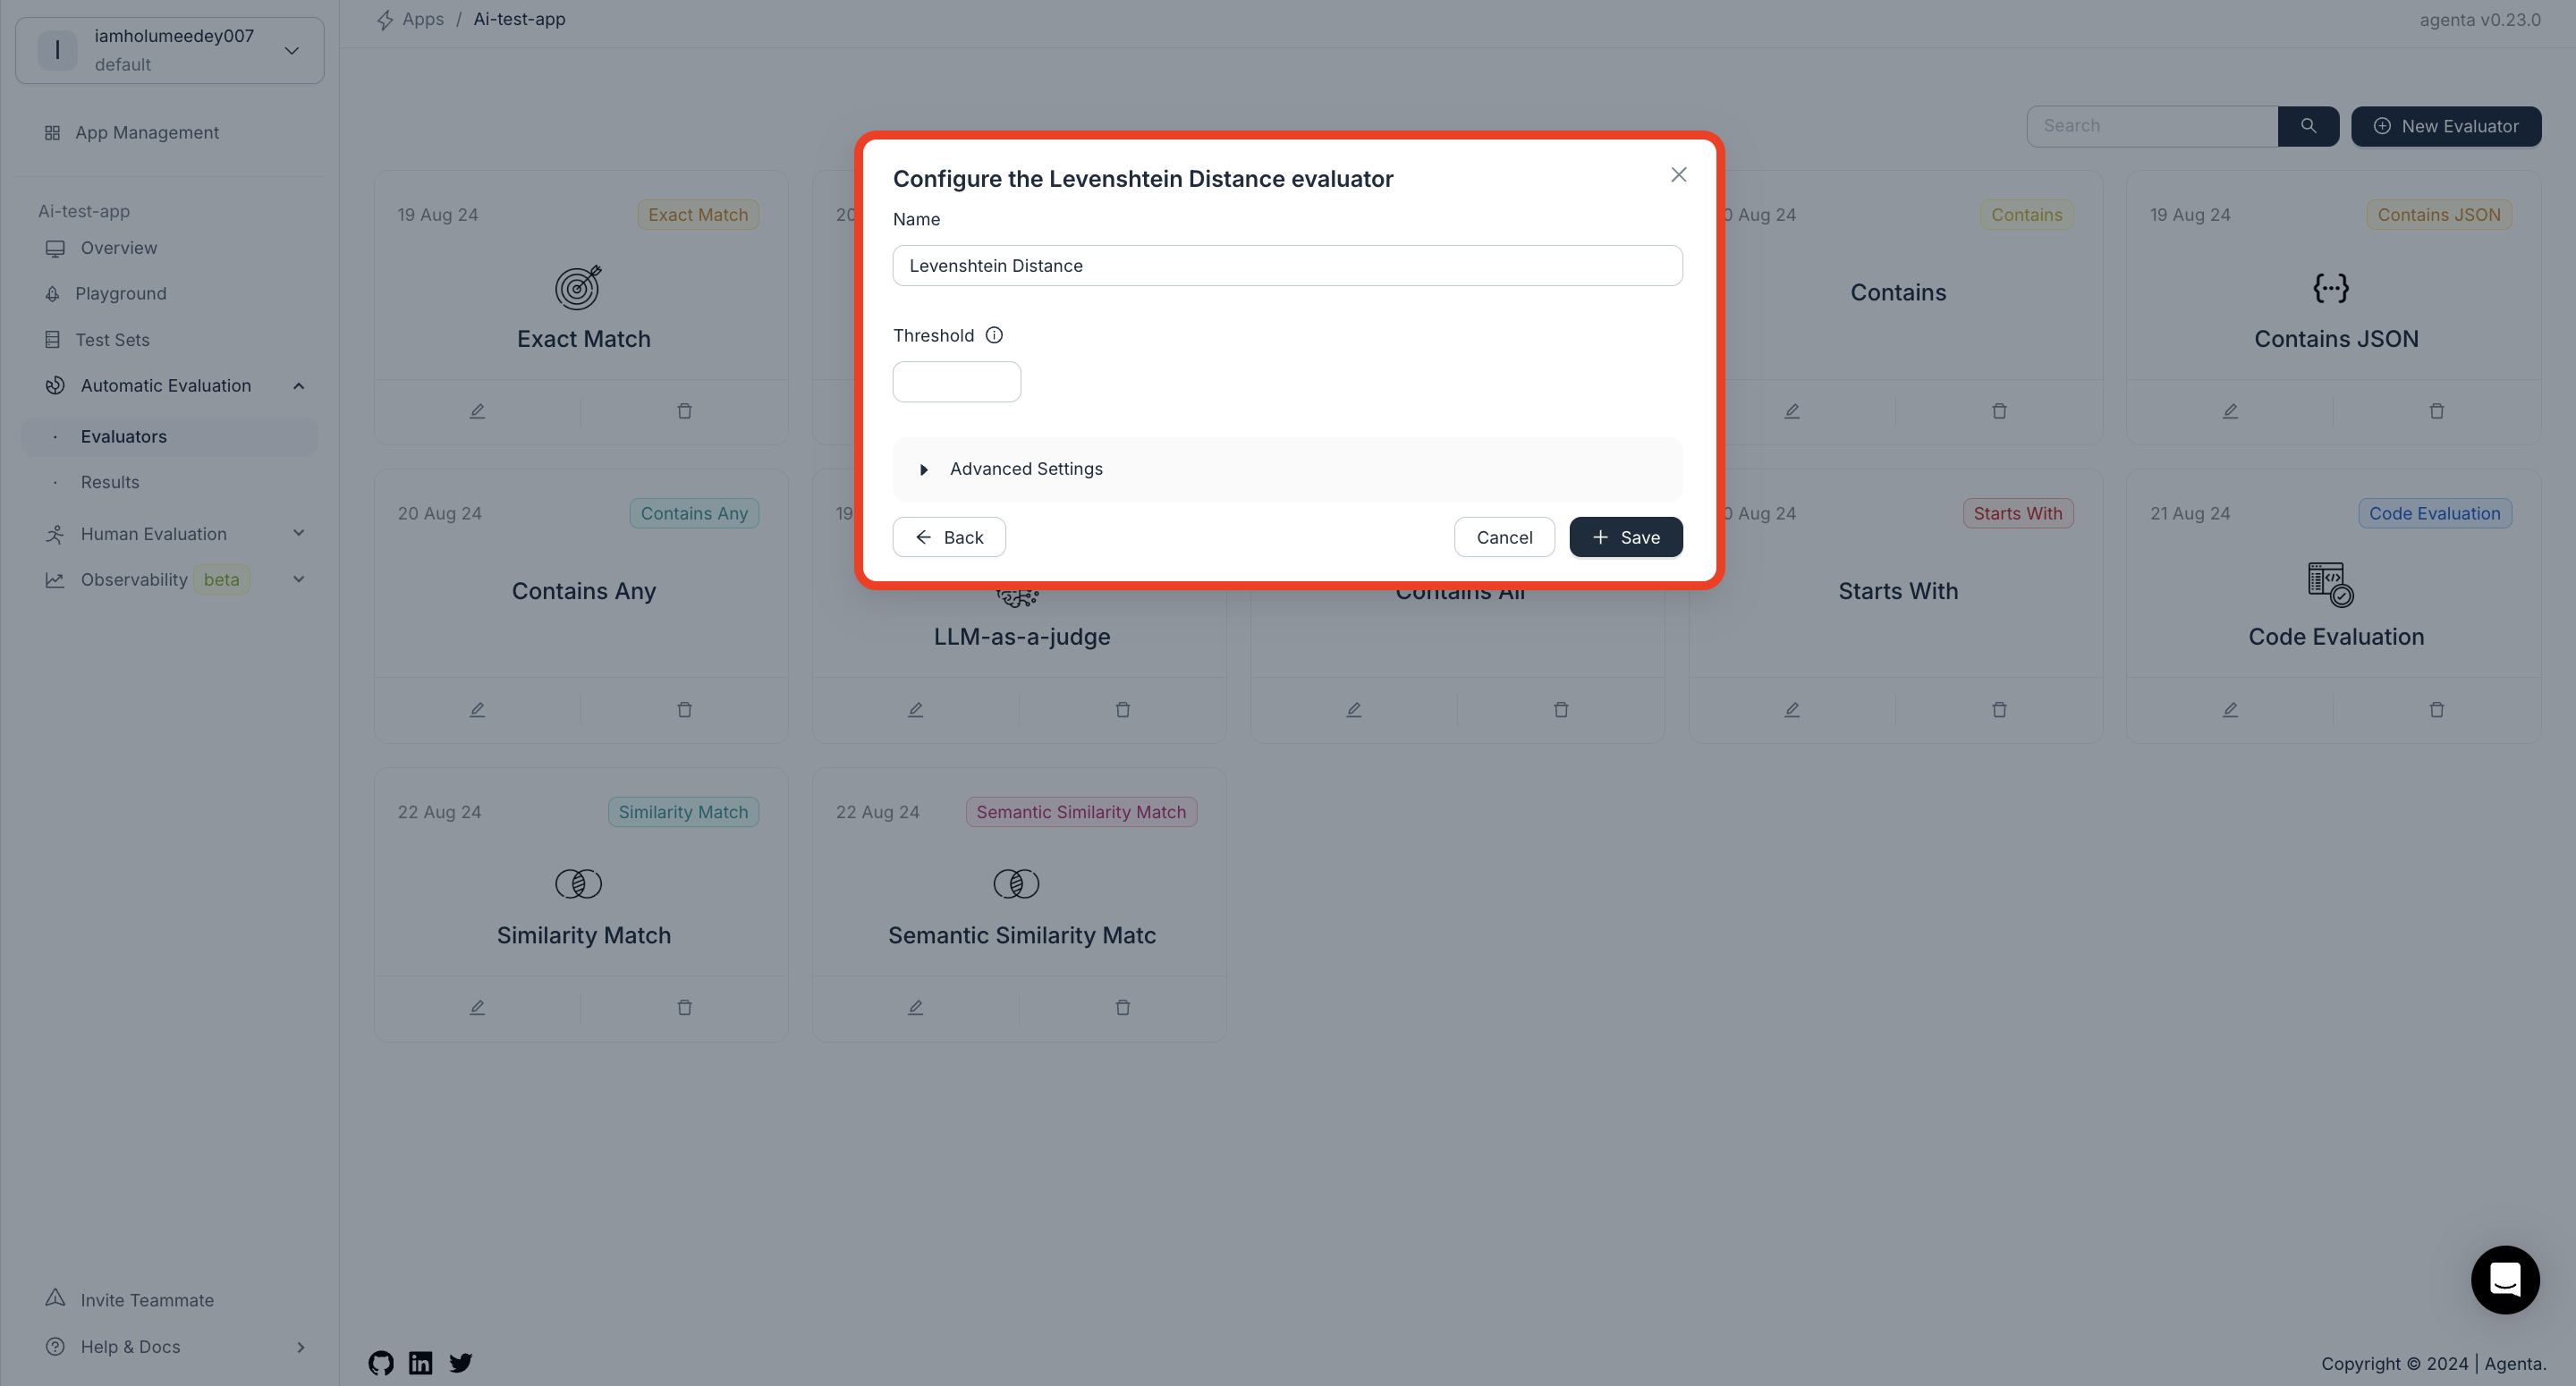 I
iamholumeedey007
default
App Management
Ai-test-app
Overview
Playground
Test Sets
Automatic Evaluation
· Evaluators
· Results
Human Evaluation
Observability beta
Invite Teammate
Help & Docs
Apps / Ai-test-app
agenta v0.23.0
Search
New Evaluator
Configure the Levenshtein Distance evaluator
Name
Levenshtein Distance
Threshold
Advanced Settings
Back
Cancel
Save
19 Aug 24
Exact Match
Exact Match
20
0 Aug 24
Contains
Contains
19 Aug 24
Contains JSON
Contains JSON
20 Aug 24
Contains Any
Contains Any
19
LLM-as-a-judge
Contains All
0 Aug 24
Starts With
Starts With
21 Aug 24
Code Evaluation
Code Evaluation
22 Aug 24
Similarity Match
Similarity Match
22 Aug 24
Semantic Similarity Match
Semantic Similarity Matc
Copyright © 2024 | Agenta.